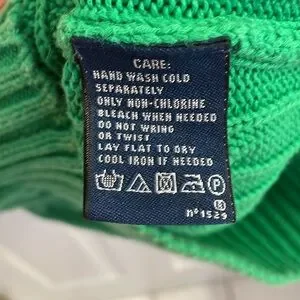 CARE:
HAND WASH COLD
SEPARATELY
ONLY NON-CHLORINE
BLEACH WHEN NEEDED
DO NOT WRING
OR TWIST
LAY FLAT TO DRY
COOL IRON IF NEEDED
nº1529